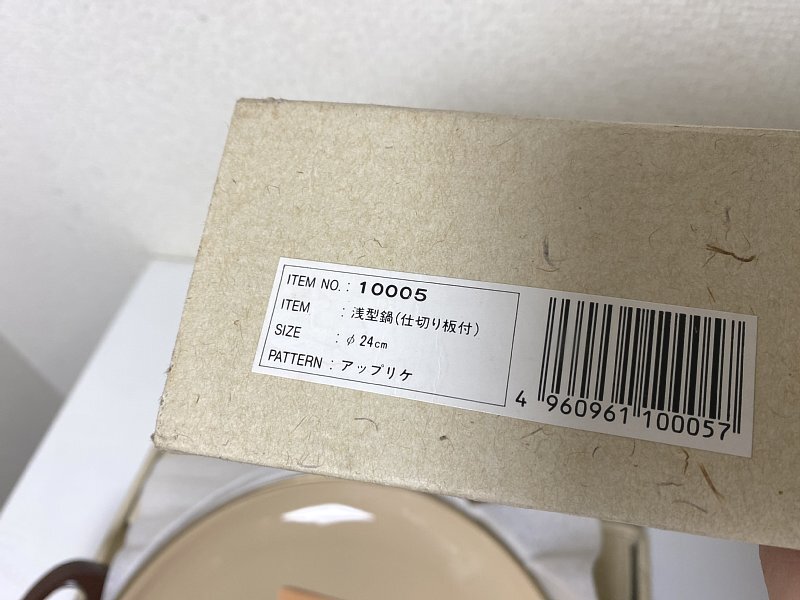 ITEM NO. : 10005
ITEM : 浅型鍋(仕切り板付)
SIZE : φ24cm
PATTERN : アップリケ
4 960961 100057